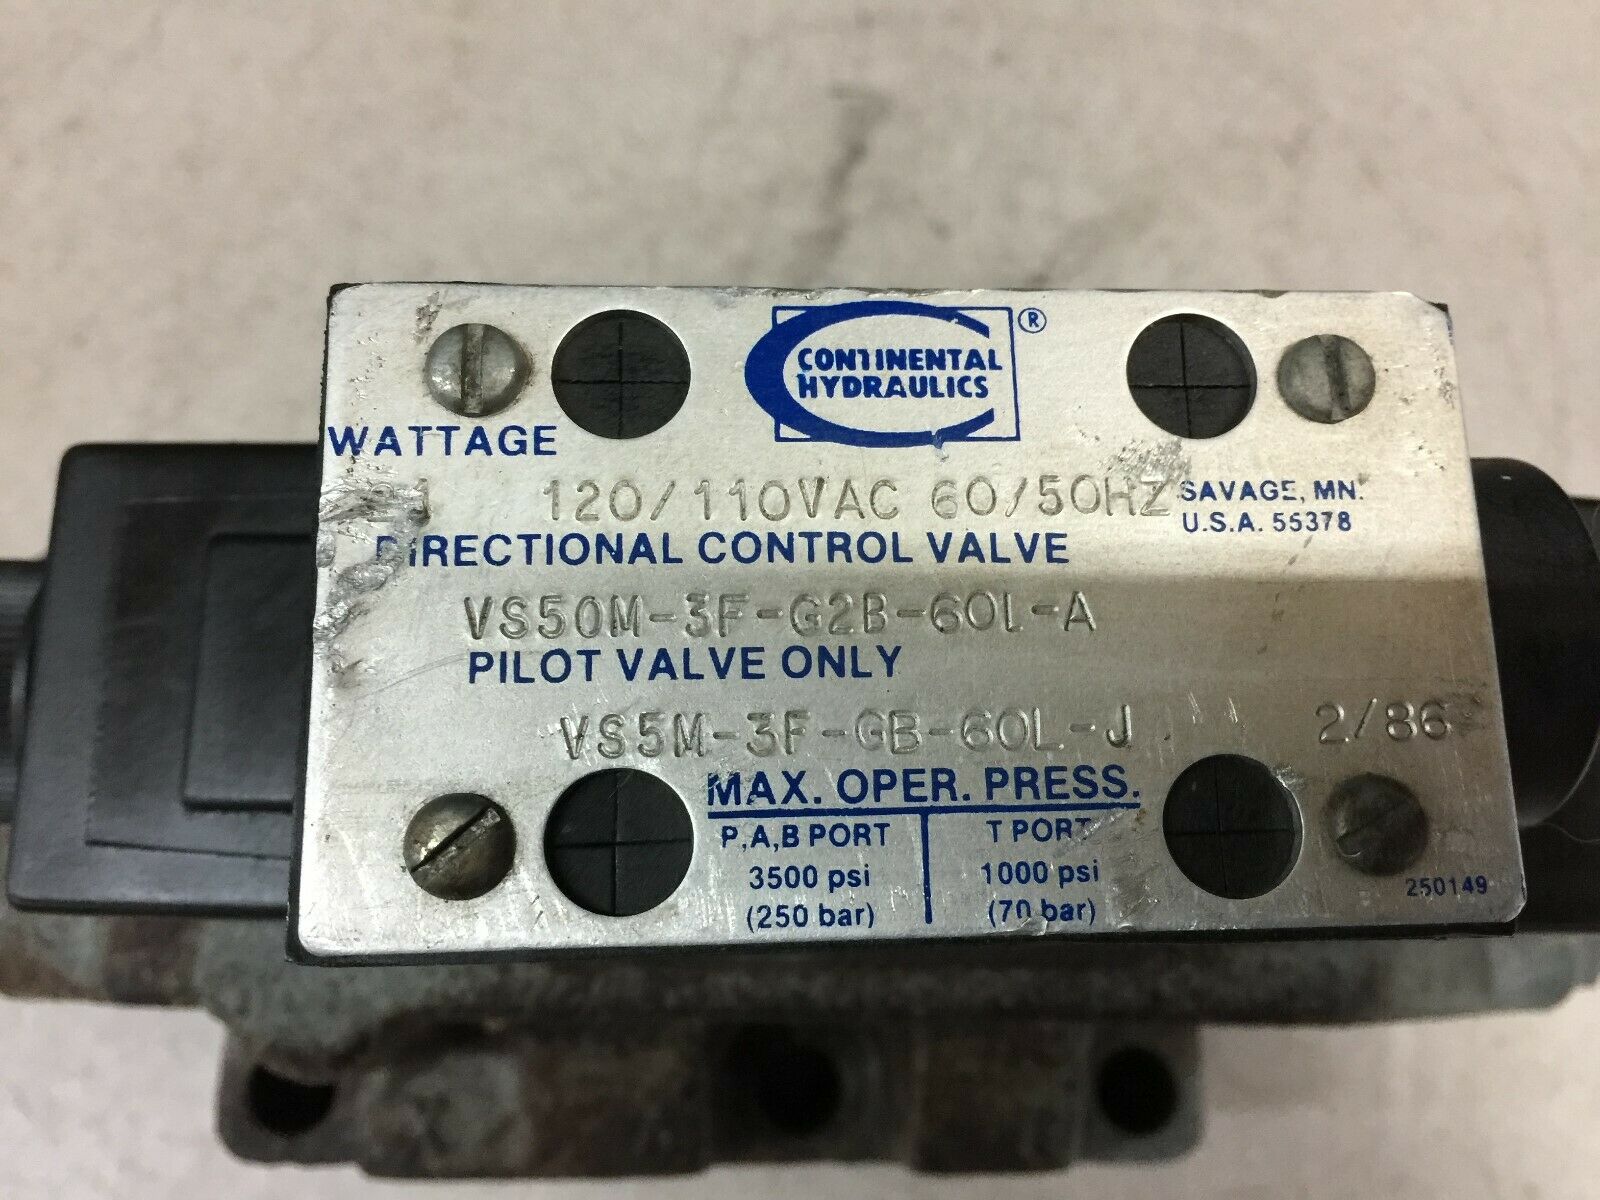 CONTINENTAL
HYDRAULICS
®
WATTAGE
120/110VAC 60/50HZ
SAVAGE, MN.
U.S.A. 55378
DIRECTIONAL CONTROL VALVE
VS50M-3F-G2B-60L-A
PILOT VALVE ONLY
VS5M-3F-GB-60L-J 2/86
MAX. OPER. PRESS.
P,A,B PORT T PORT
3500 psi 1000 psi
(250 bar) (70 bar)
250149